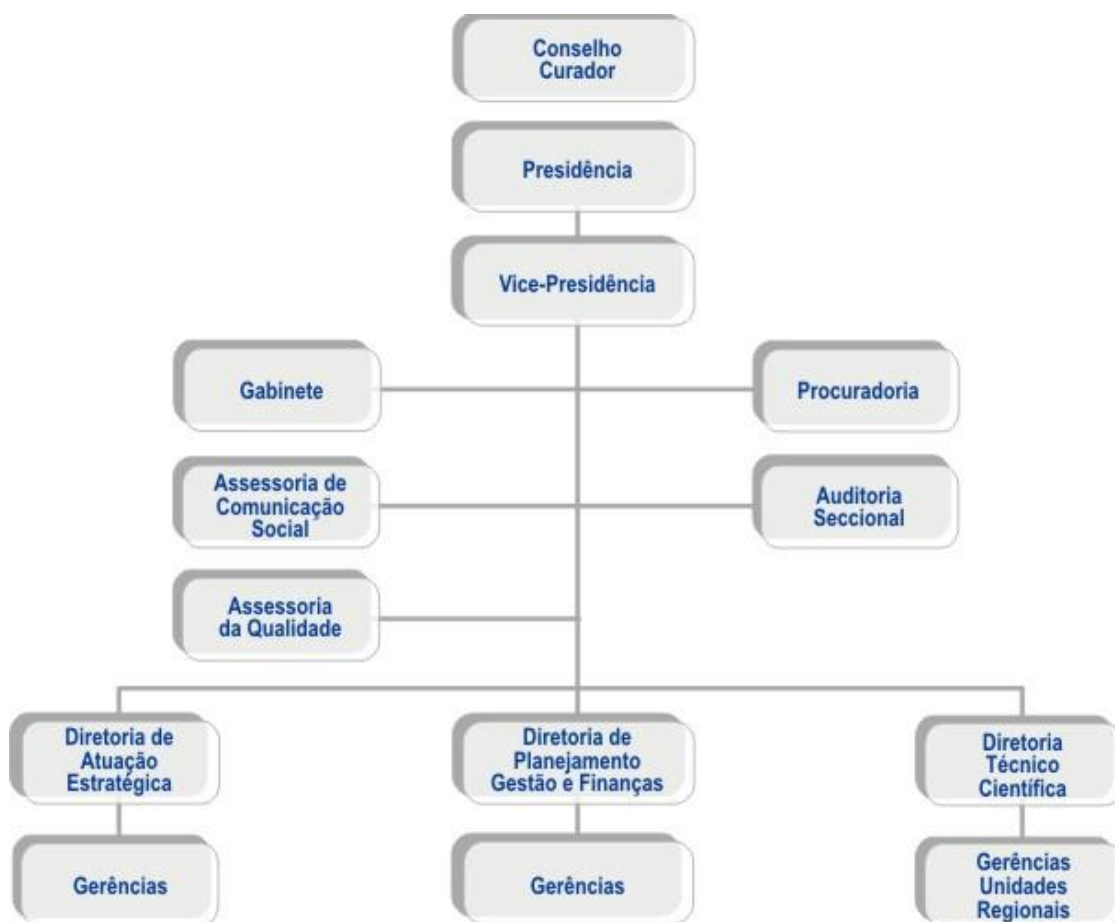 Conselho
Curador
Presidência
Vice-Presidência
Gabinete
Procuradoria
Assessoria de
Comunicação
Social
Auditoria
Seccional
Assessoria
da Qualidade
Diretoria de
Atuação
Estratégica
Diretoria de
Planejamento
Gestão e Finanças
Diretoria
Técnico
Científica
Gerências
Gerências
Gerências
Unidades
Regionais